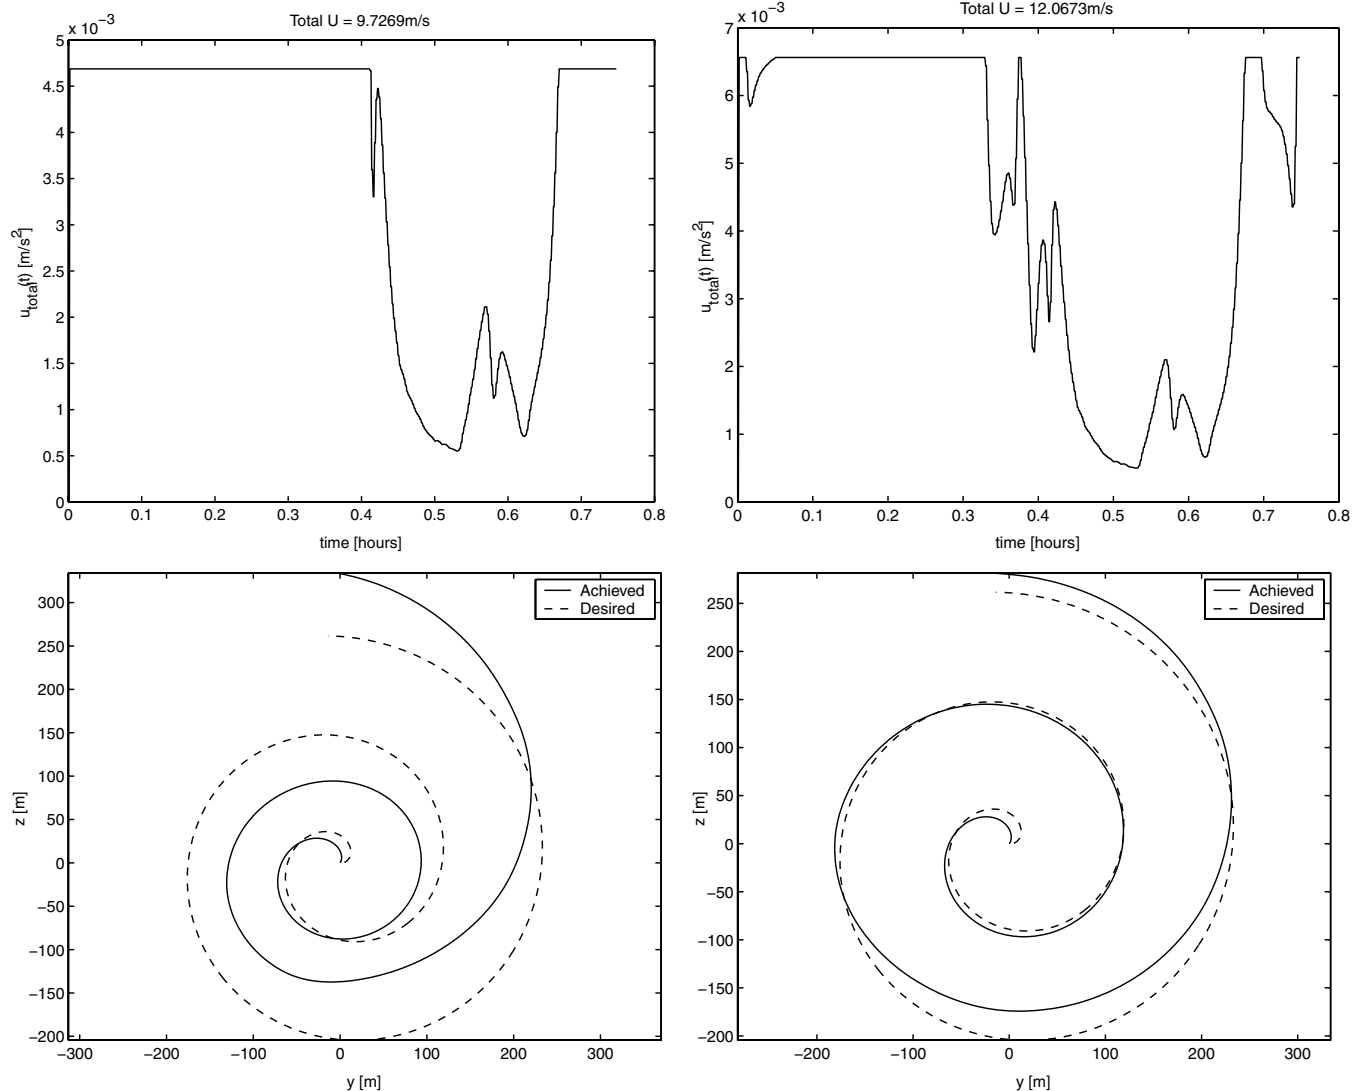 Total U = 9.7269m/s
x 10−3
5
4.5
4
3.5
3
2.5
2
1.5
1
0.5
0
utotal(t) [m/s2]
0 0.1 0.2 0.3 0.4 0.5 0.6 0.7 0.8
time [hours]
Total U = 12.0673m/s
x 10−3
7
6
5
4
3
2
1
0
utotal(t) [m/s2]
0 0.1 0.2 0.3 0.4 0.5 0.6 0.7 0.8
time [hours]
Achieved
Desired
300
250
200
150
100
50
0
−50
−100
−150
−200
z [m]
−300 −200 −100 0 100 200 300
y [m]
Achieved
Desired
250
200
150
100
50
0
−50
−100
−150
−200
z [m]
−200 −100 0 100 200 300
y [m]